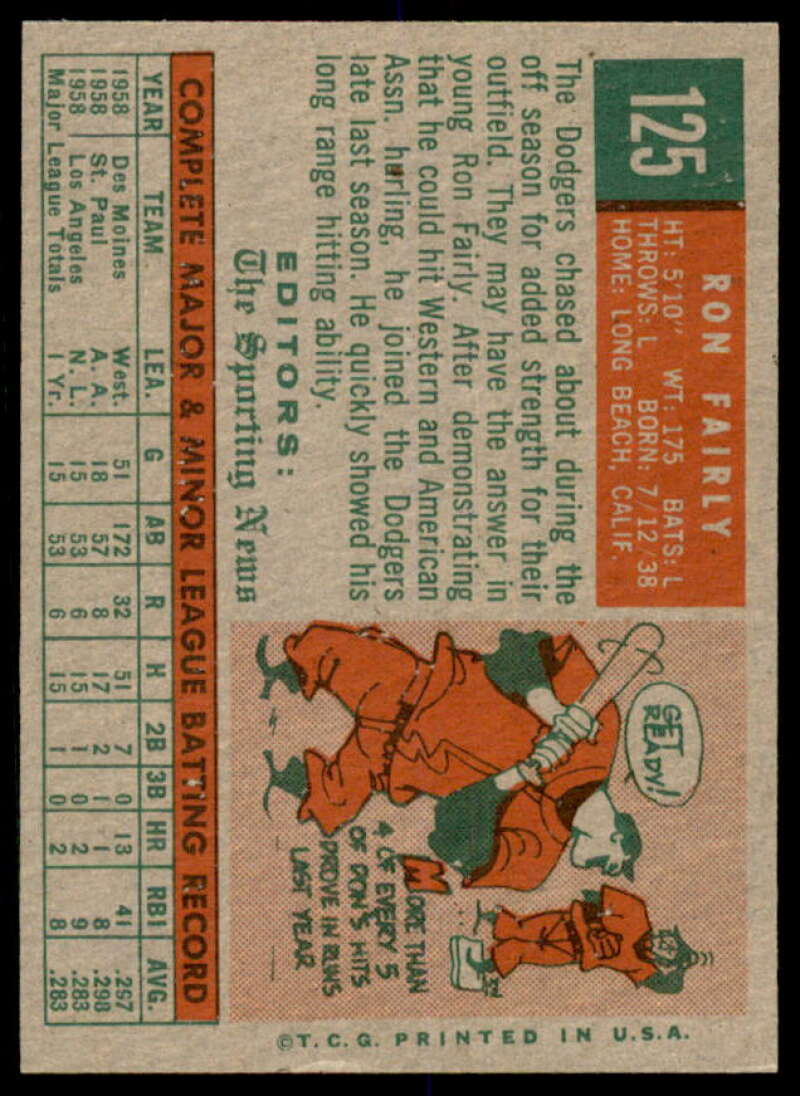 125
RON FAIRLY
HT: 5'10" WT: 175 BATS: L
THROWS: L BORN: 7/12/38
HOME: LONG BEACH, CALIF.
The Dodgers chased about during the
off season for added strength for their
outfield. They may have the answer in
young Ron Fairly. After demonstrating
that he could hit Western and American
Assn. hurling, he joined the Dodgers
late last season. He quickly showed his
long range hitting ability.
EDITORS:
The Sporting News
GET
READY!
MORE THAN
4 OF EVERY 5
OF RON'S HITS
DROVE IN RUNS
LAST YEAR
COMPLETE MAJOR & MINOR LEAGUE BATTING RECORD
YEAR TEAM LEA. G AB R H 2B 3B HR RBI AVG.
1958 Des Moines West. 51 172 32 51 7 0 13 41 .297
1958 St. Paul A. A. 18 57 8 17 2 1 1 8 .298
1958 Los Angeles N. L. 15 53 6 15 1 0 2 9 .283
Major League Totals 1 Yr. 15 53 6 15 1 0 2 8 .283
©T.C.G. PRINTED IN U.S.A.